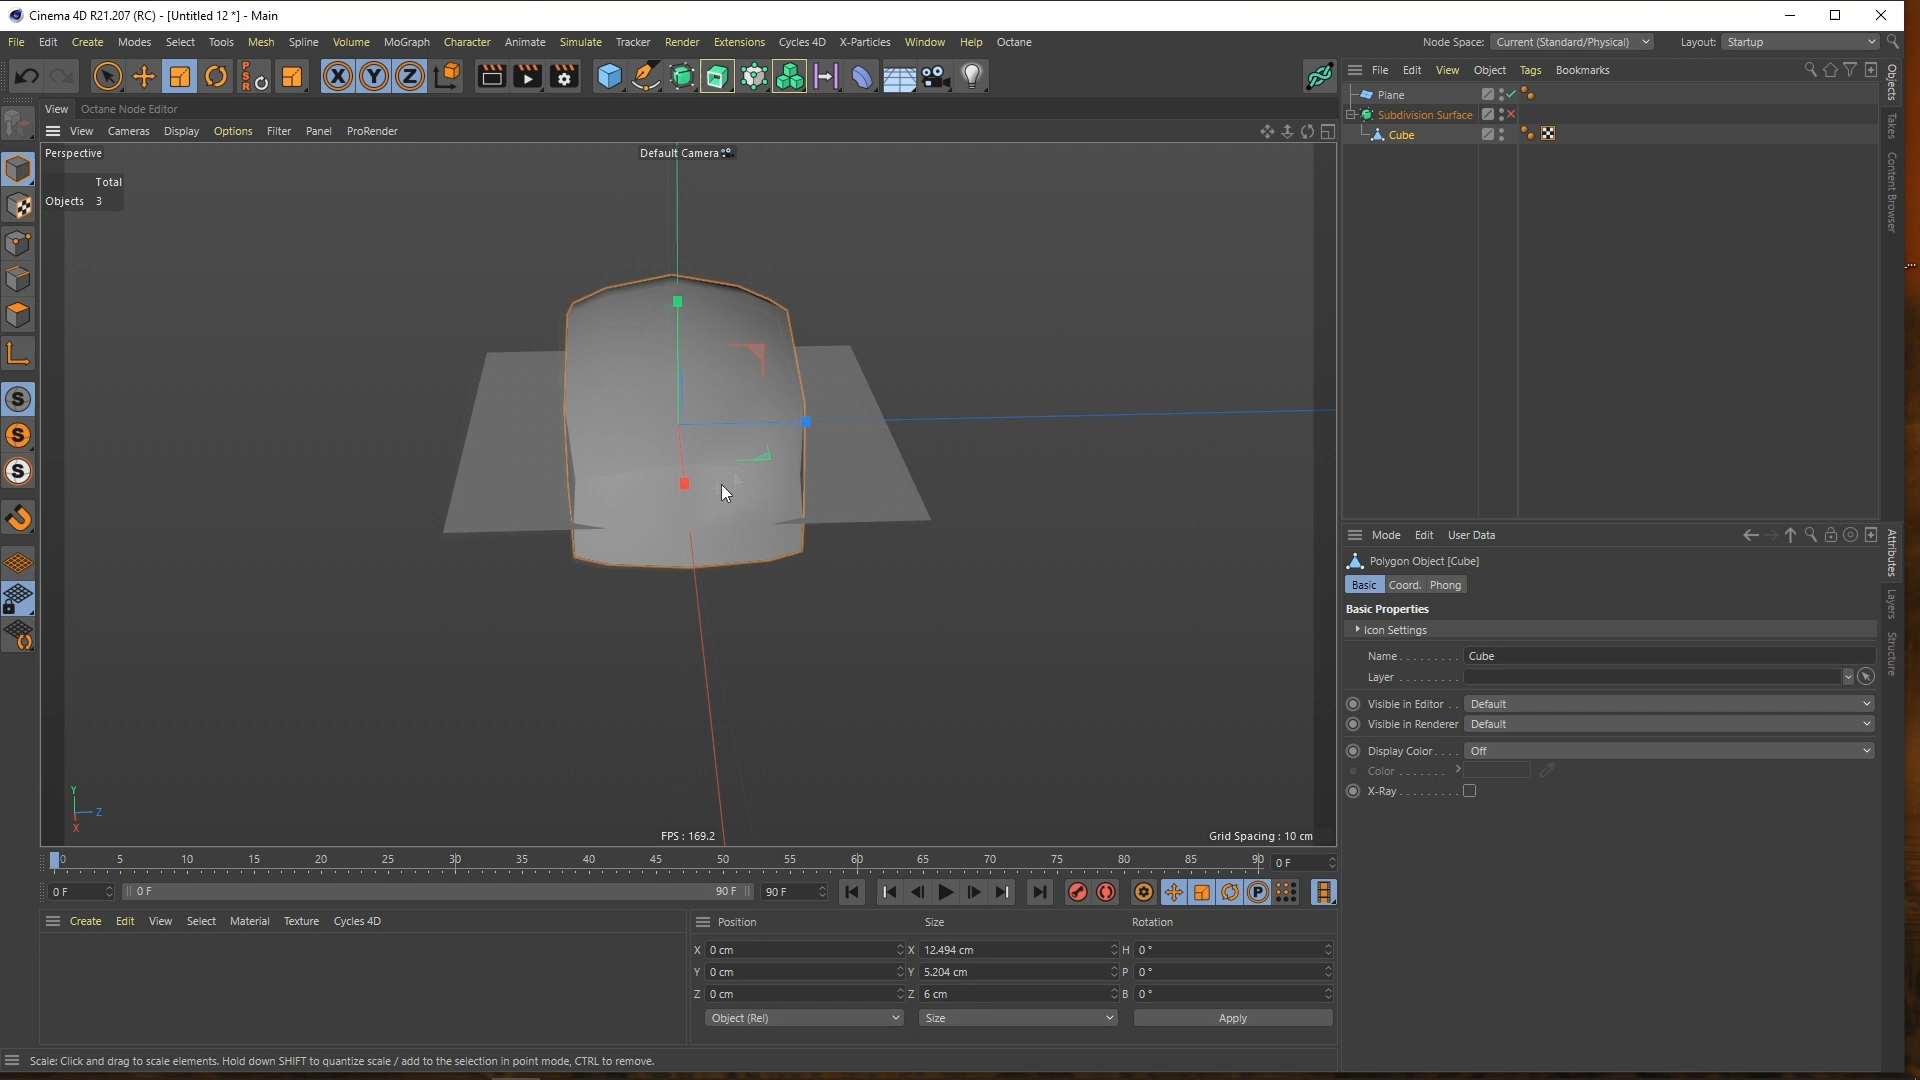 Cinema 4D R21.207 (RC) - [Untitled 12 *] - Main
File Edit Create Modes Select Tools Mesh Spline Volume MoGraph Character Animate Simulate Tracker Render Extensions Cycles 4D X-Particles Window Help Octane
Node Space: Current (Standard/Physical) Layout: Startup
File Edit View Object Tags Bookmarks
View Octane Node Editor
View Cameras Display Options Filter Panel ProRender
Perspective
Default Camera
Total
Objects 3
Plane
Subdivision Surface
Cube
Objects
Takes
Content Browser
Y
Z
X
FPS : 169.2
Grid Spacing : 10 cm
Mode Edit User Data
Polygon Object [Cube]
Basic Coord. Phong
Basic Properties
Icon Settings
Name . . . . . . . . . Cube
Layer . . . . . . . . .
Visible in Editor . . Default
Visible in Renderer Default
Display Color . . . . Off
Color . . . . . . .
X-Ray . . . . . . . . .
Attributes
Layers
Structure
0 5 10 15 20 25 30 35 40 45 50 55 60 65 70 75 80 85 90 0 F
0 F 0 F 90 F 90 F
Create Edit View Select Material Texture Cycles 4D
Position Size Rotation
X 0 cm X 12.494 cm H 0 °
Y 0 cm Y 5.204 cm P 0 °
Z 0 cm Z 6 cm B 0 °
Object (Rel) Size Apply
Scale: Click and drag to scale elements. Hold down SHIFT to quantize scale / add to the selection in point mode, CTRL to remove.